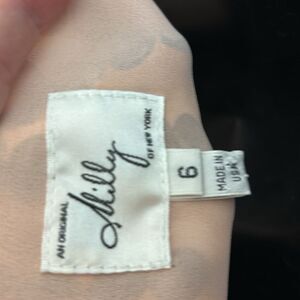 AN ORIGINAL
Milly
OF NEW YORK
6
MADE IN
USA